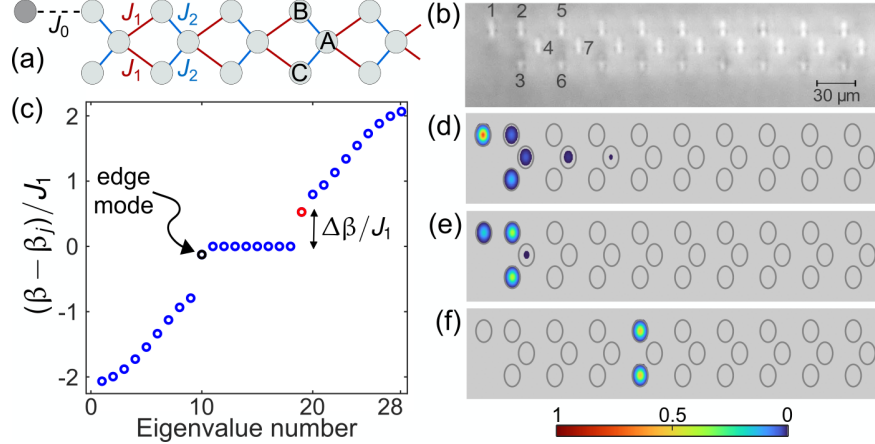 (a)
J₀
J₁
J₂
J₁
J₂
B
A
C
(b)
1
2
5
4
7
3
6
30 μm
(c)
(β − βⱼ)/J₁
2
1
0
-1
-2
edge
mode
Δβ/J₁
0
10
20
28
Eigenvalue number
(d)
(e)
(f)
1
0.5
0